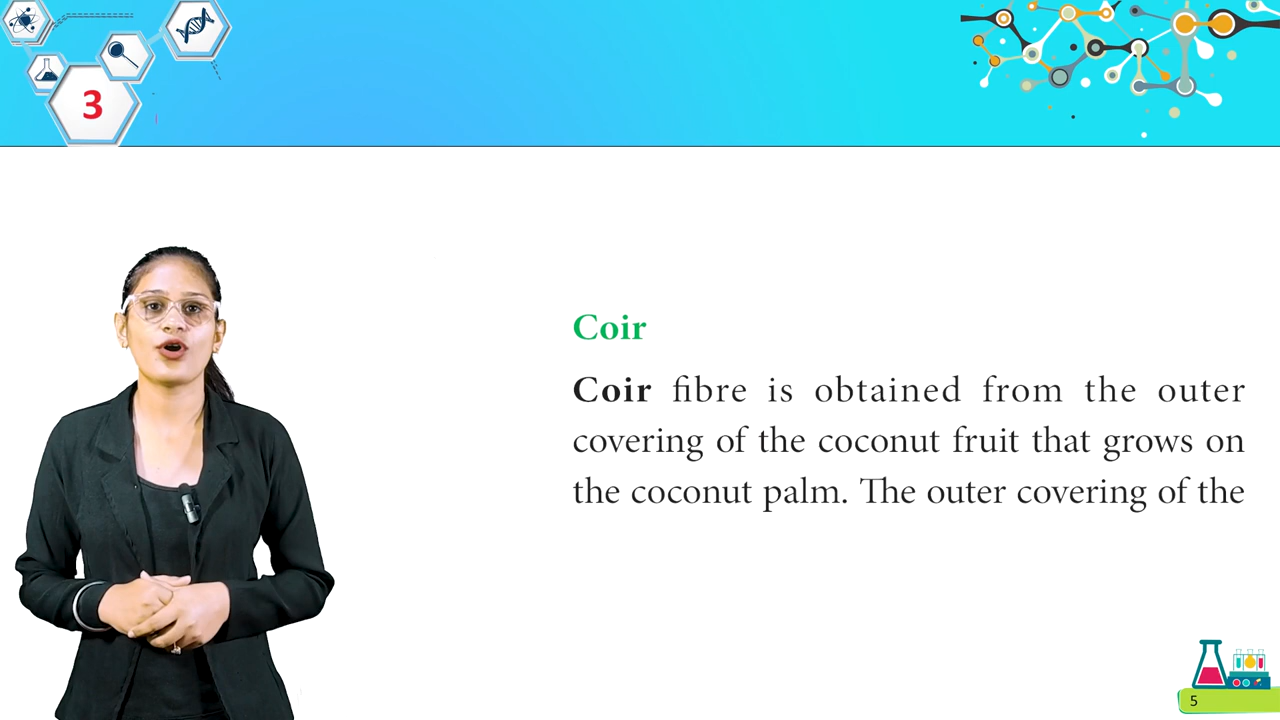 3
Coir
Coir fibre is obtained from the outer
covering of the coconut fruit that grows on
the coconut palm. The outer covering of the
5